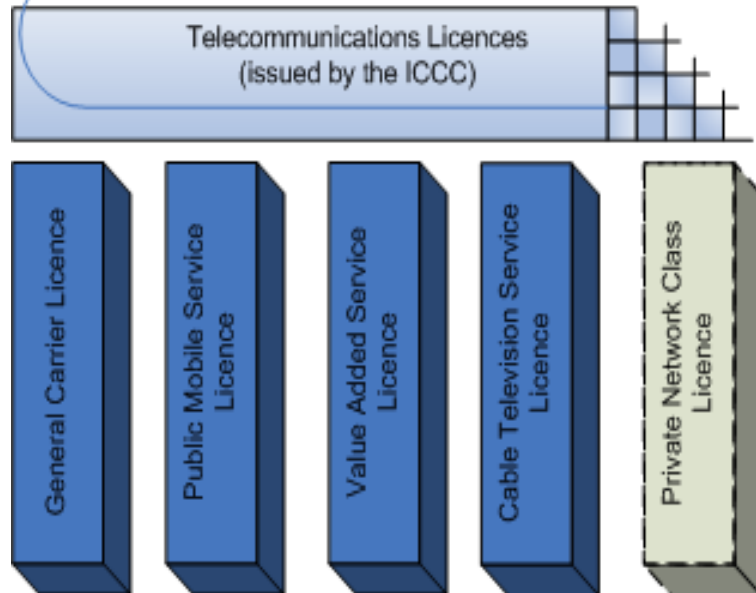 Telecommunications Licences
(issued by the ICCC)
General Carrier Licence
Public Mobile Service
Licence
Value Added Service
Licence
Cable Television Service
Licence
Private Network Class
Licence